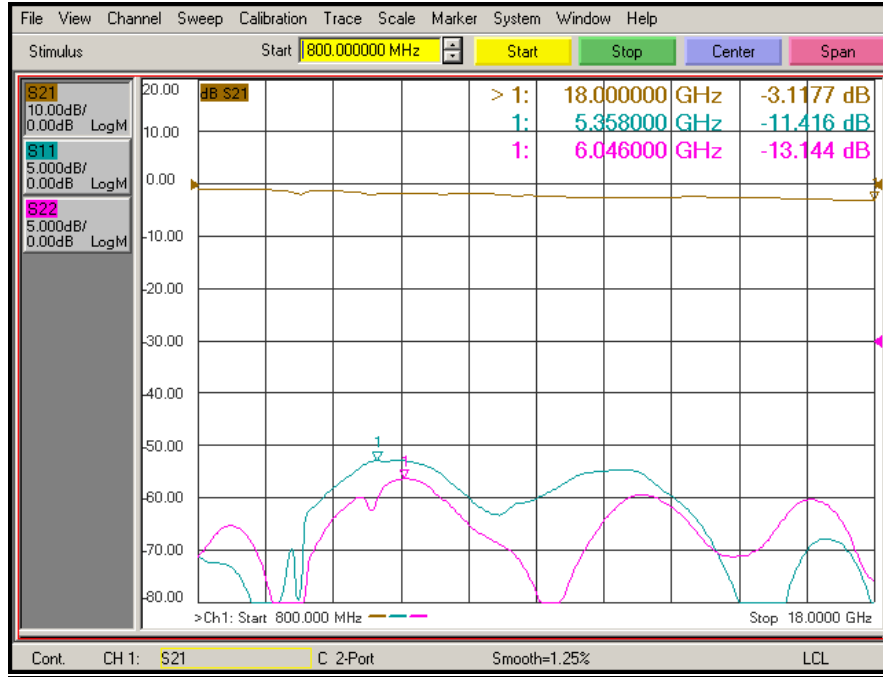 File View Channel Sweep Calibration Trace Scale Marker System Window Help
Stimulus Start 800.000000 MHz Start Stop Center Span
S21
10.00dB/
0.00dB LogM
S11
5.000dB/
0.00dB LogM
S22
5.000dB/
0.00dB LogM
20.00
10.00
0.00
-10.00
-20.00
-30.00
-40.00
-50.00
-60.00
-70.00
-80.00
dB S21
> 1: 18.000000 GHz -3.1177 dB
1: 5.358000 GHz -11.416 dB
1: 6.046000 GHz -13.144 dB
1
1
>Ch1: Start 800.000 MHz
Stop 18.0000 GHz
Cont. CH 1: S21 C 2-Port Smooth=1.25% LCL